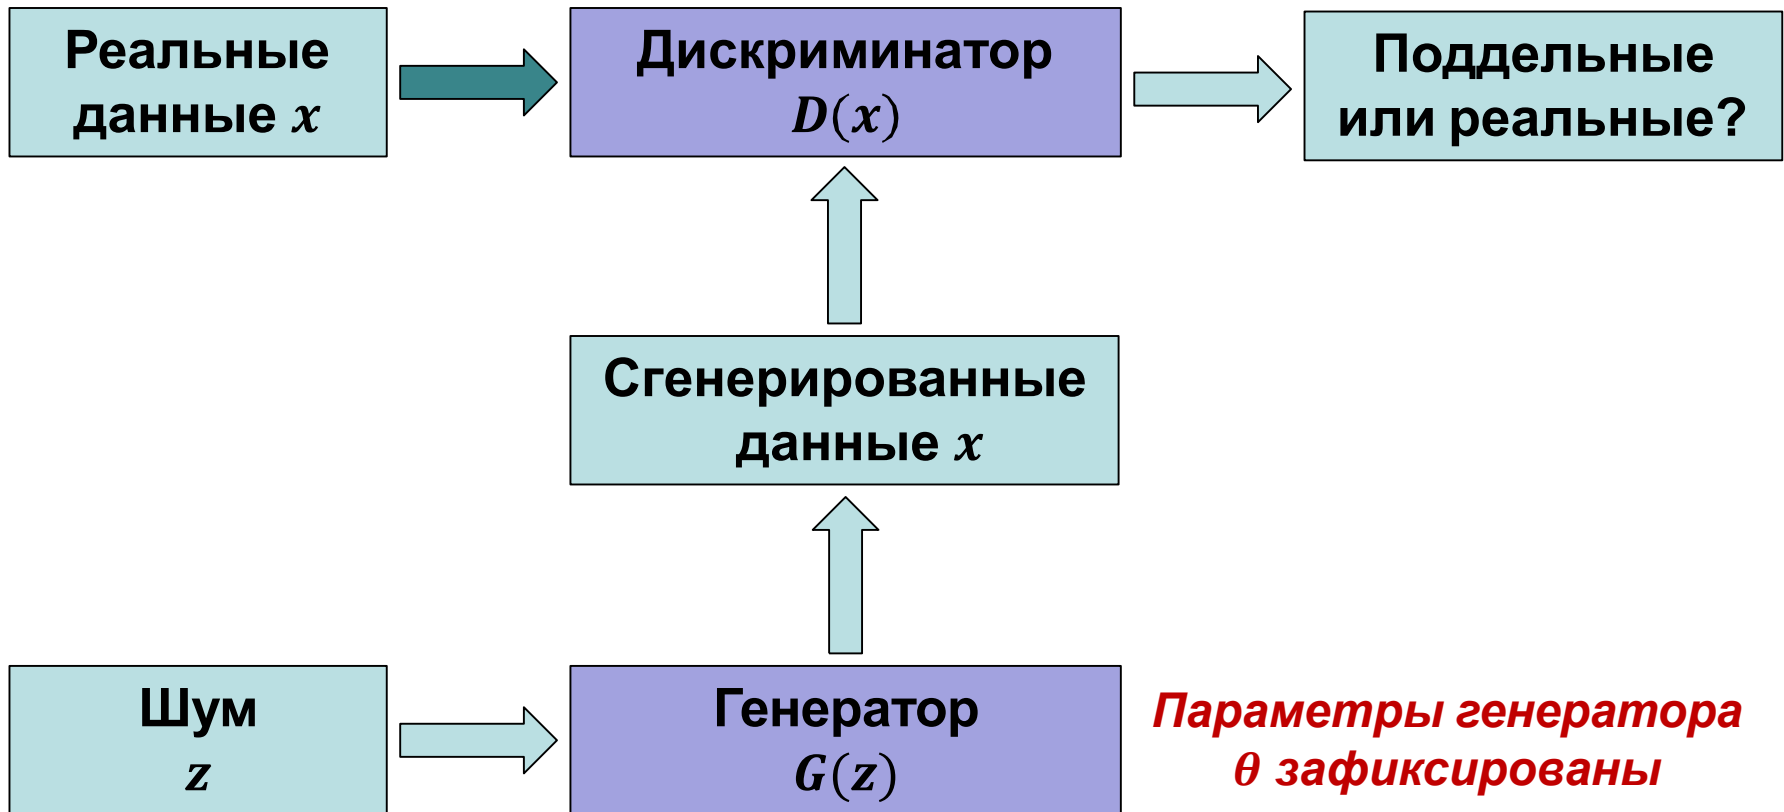 Реальные
данные x
Дискриминатор
D(x)
Поддельные
или реальные?
Сгенерированные
данные x
Шум
z
Генератор
G(z)
Параметры генератора
θ зафиксированы